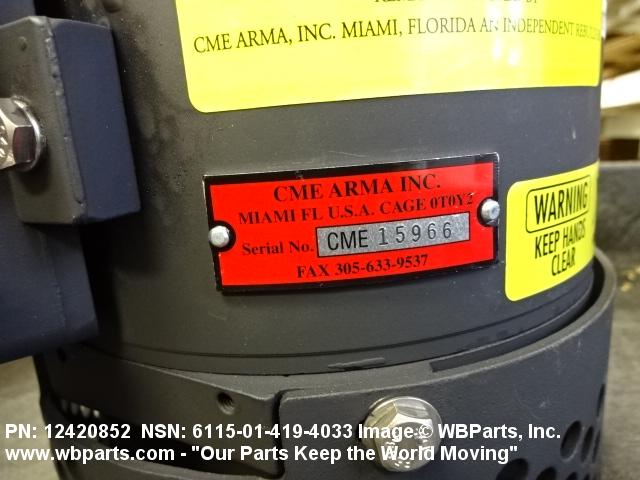 CME ARMA, INC. MIAMI, FLORIDA AN INDEPENDENT
CME ARMA INC.
MIAMI FL U.S.A. CAGE 0T0Y2
Serial No. CME 15966
FAX 305-633-9537
WARNING
KEEP HANDS
CLEAR
PN: 12420852 NSN: 6115-01-419-4033 Image © WBParts, Inc.
www.wbparts.com - "Our Parts Keep the World Moving"